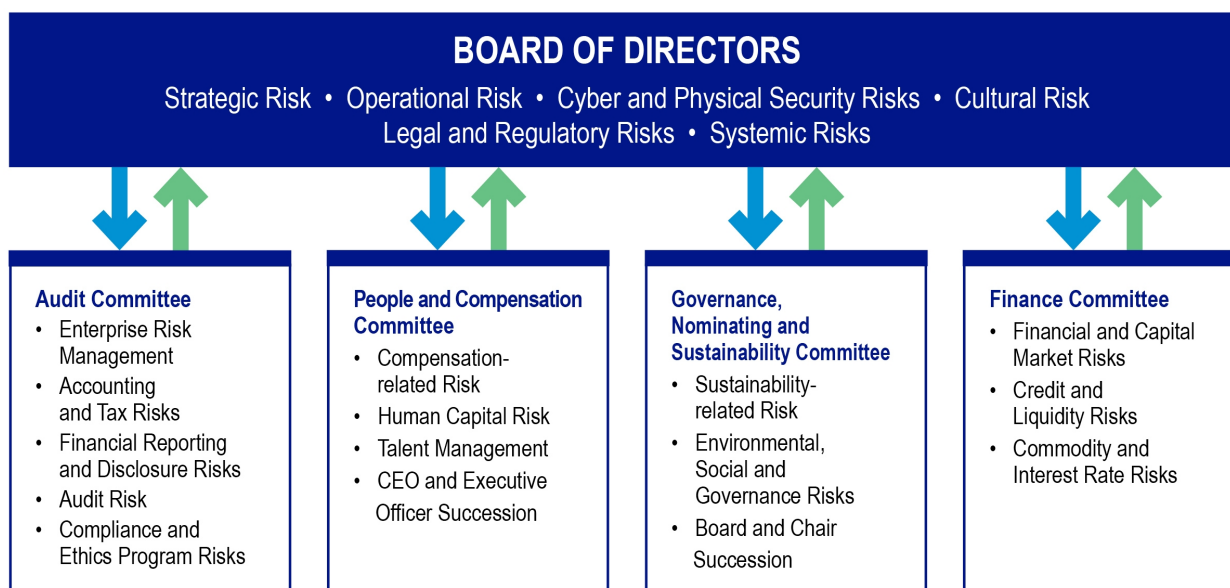 BOARD OF DIRECTORS
Strategic Risk • Operational Risk • Cyber and Physical Security Risks • Cultural Risk
Legal and Regulatory Risks • Systemic Risks
Audit Committee
• Enterprise Risk
Management
• Accounting
and Tax Risks
• Financial Reporting
and Disclosure Risks
• Audit Risk
• Compliance and
Ethics Program Risks
People and Compensation
Committee
• Compensation-
related Risk
• Human Capital Risk
• Talent Management
• CEO and Executive
Officer Succession
Governance,
Nominating and
Sustainability Committee
• Sustainability-
related Risk
• Environmental,
Social and
Governance Risks
• Board and Chair
Succession
Finance Committee
• Financial and Capital
Market Risks
• Credit and
Liquidity Risks
• Commodity and
Interest Rate Risks